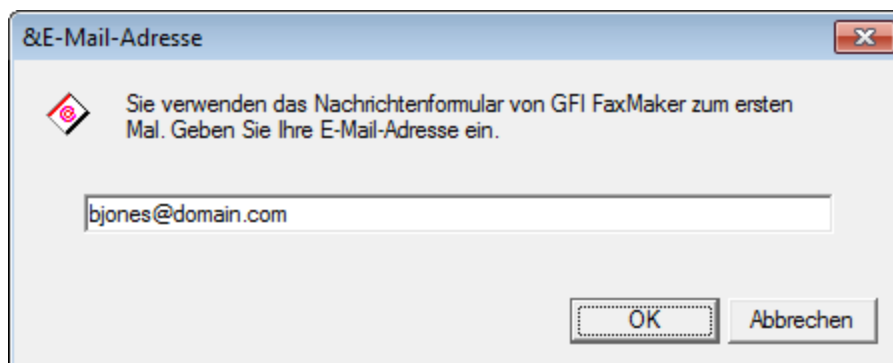 &E-Mail-Adresse
Sie verwenden das Nachrichtenformular von GFI FaxMaker zum ersten
Mal. Geben Sie Ihre E-Mail-Adresse ein.
bjones@domain.com
OK Abbrechen